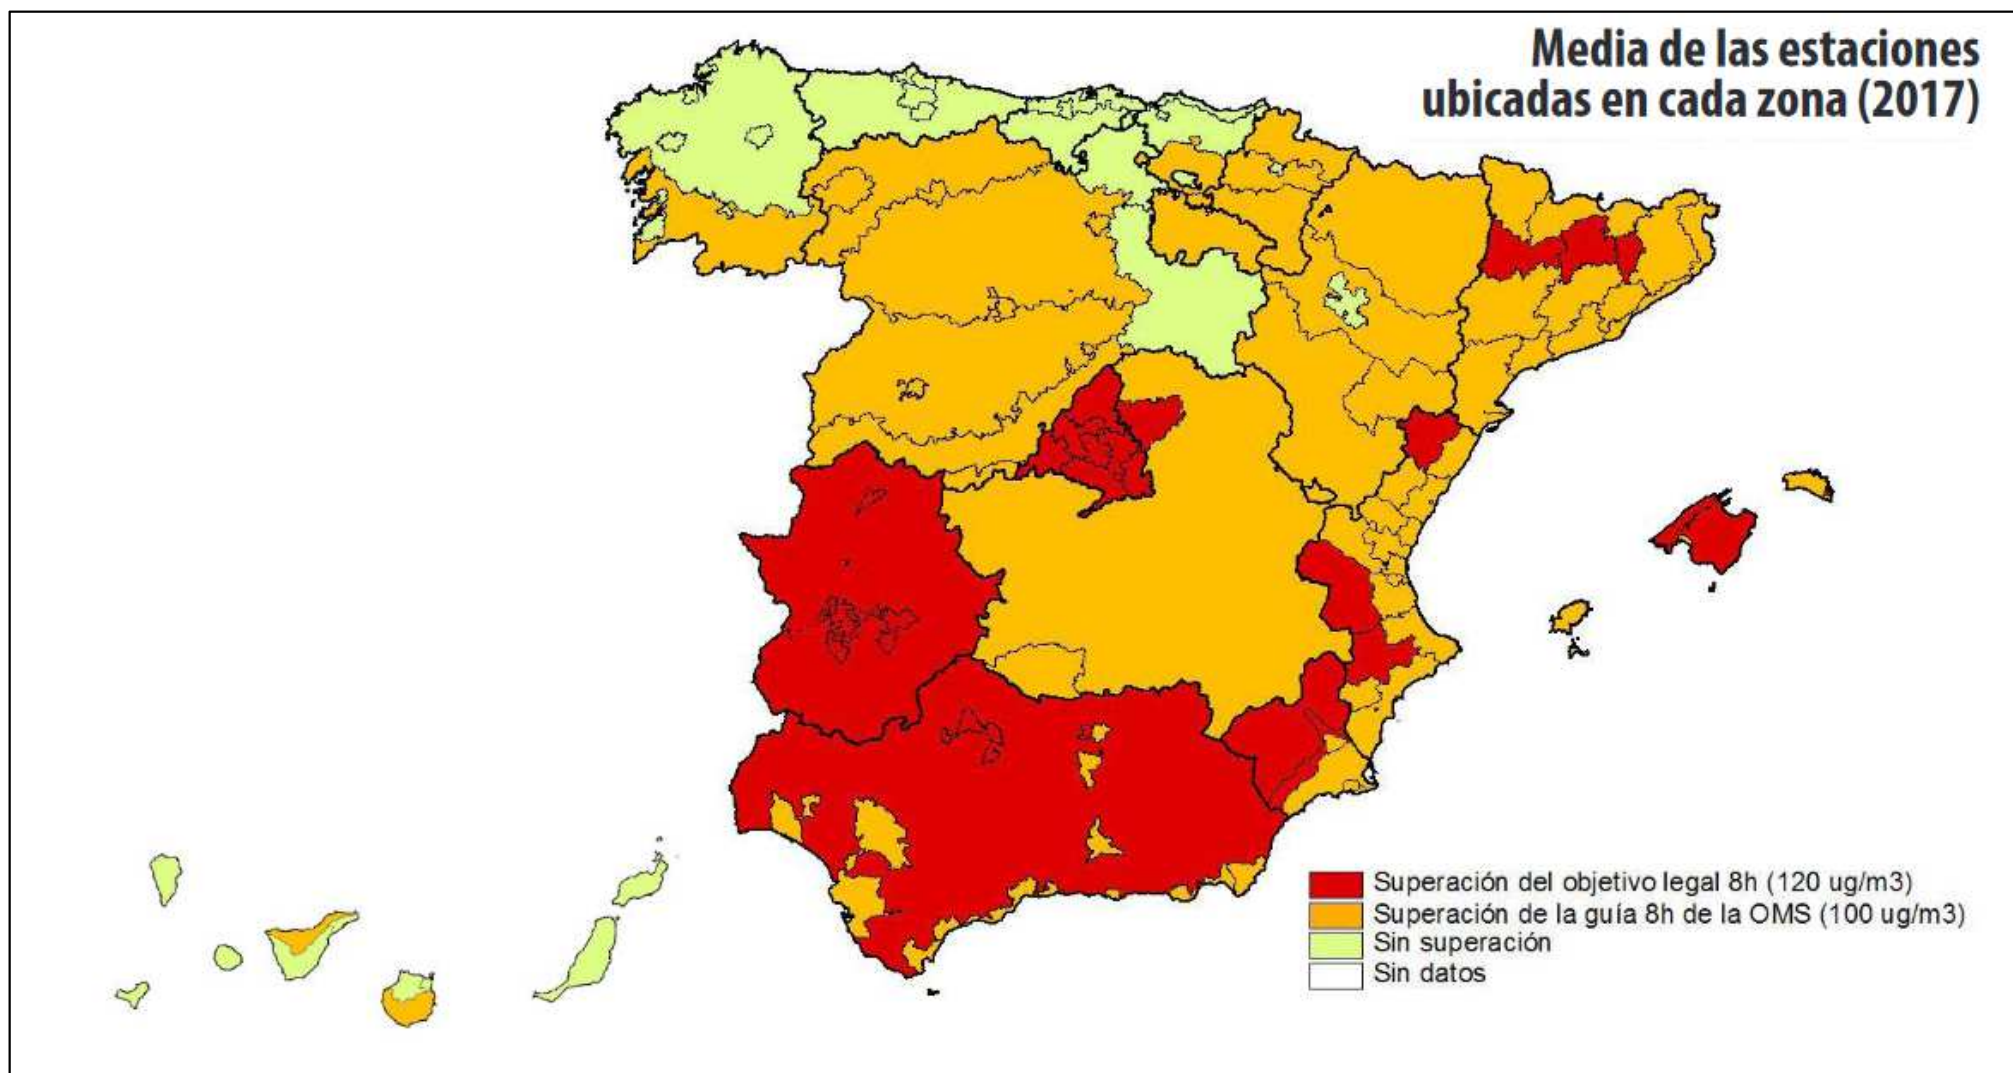 Media de las estaciones
ubicadas en cada zona (2017)
Superación del objetivo legal 8h (120 ug/m3)
Superación de la guía 8h de la OMS (100 ug/m3)
Sin superación
Sin datos